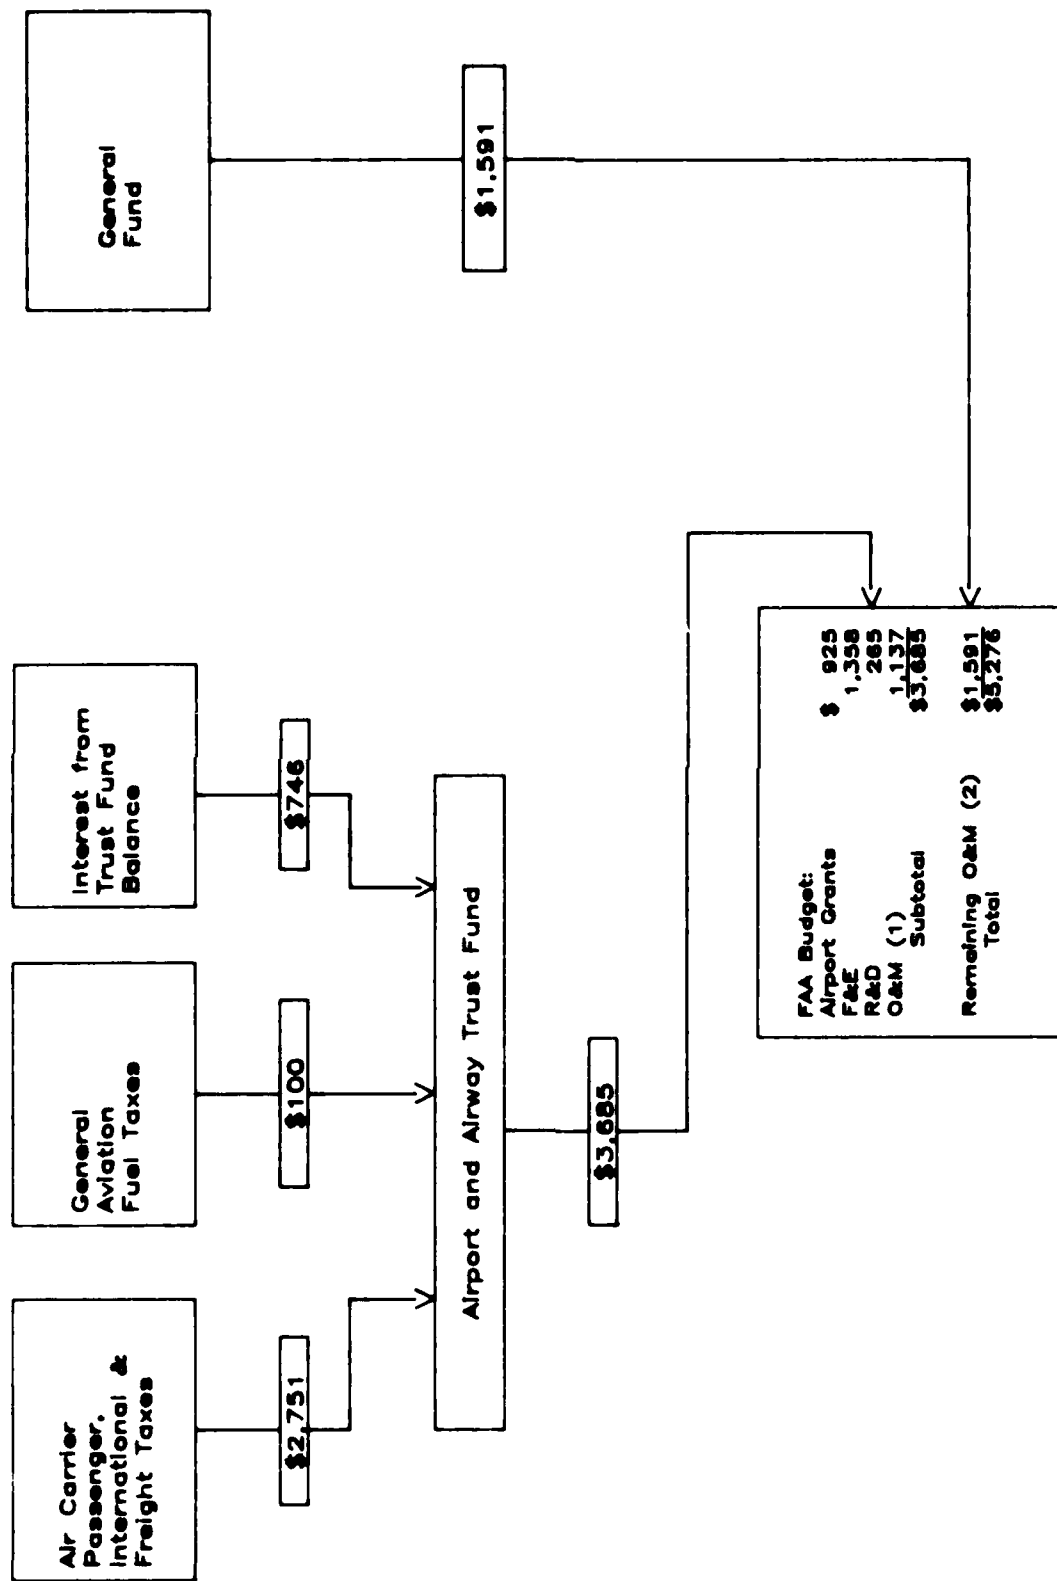 Air Carrier
Passenger,
International &
Freight Taxes
General
Aviation
Fuel Taxes
Interest from
Trust Fund
Balance
General
Fund
$2,751
$100
$746
$1,591
Airport and Airway Trust Fund
$3,685
FAA Budget:
Airport Grants $ 925
F&E 1,358
R&D 265
O&M (1) 1,137
Subtotal $3,685
Remaining O&M (2) $1,591
Total $5,276